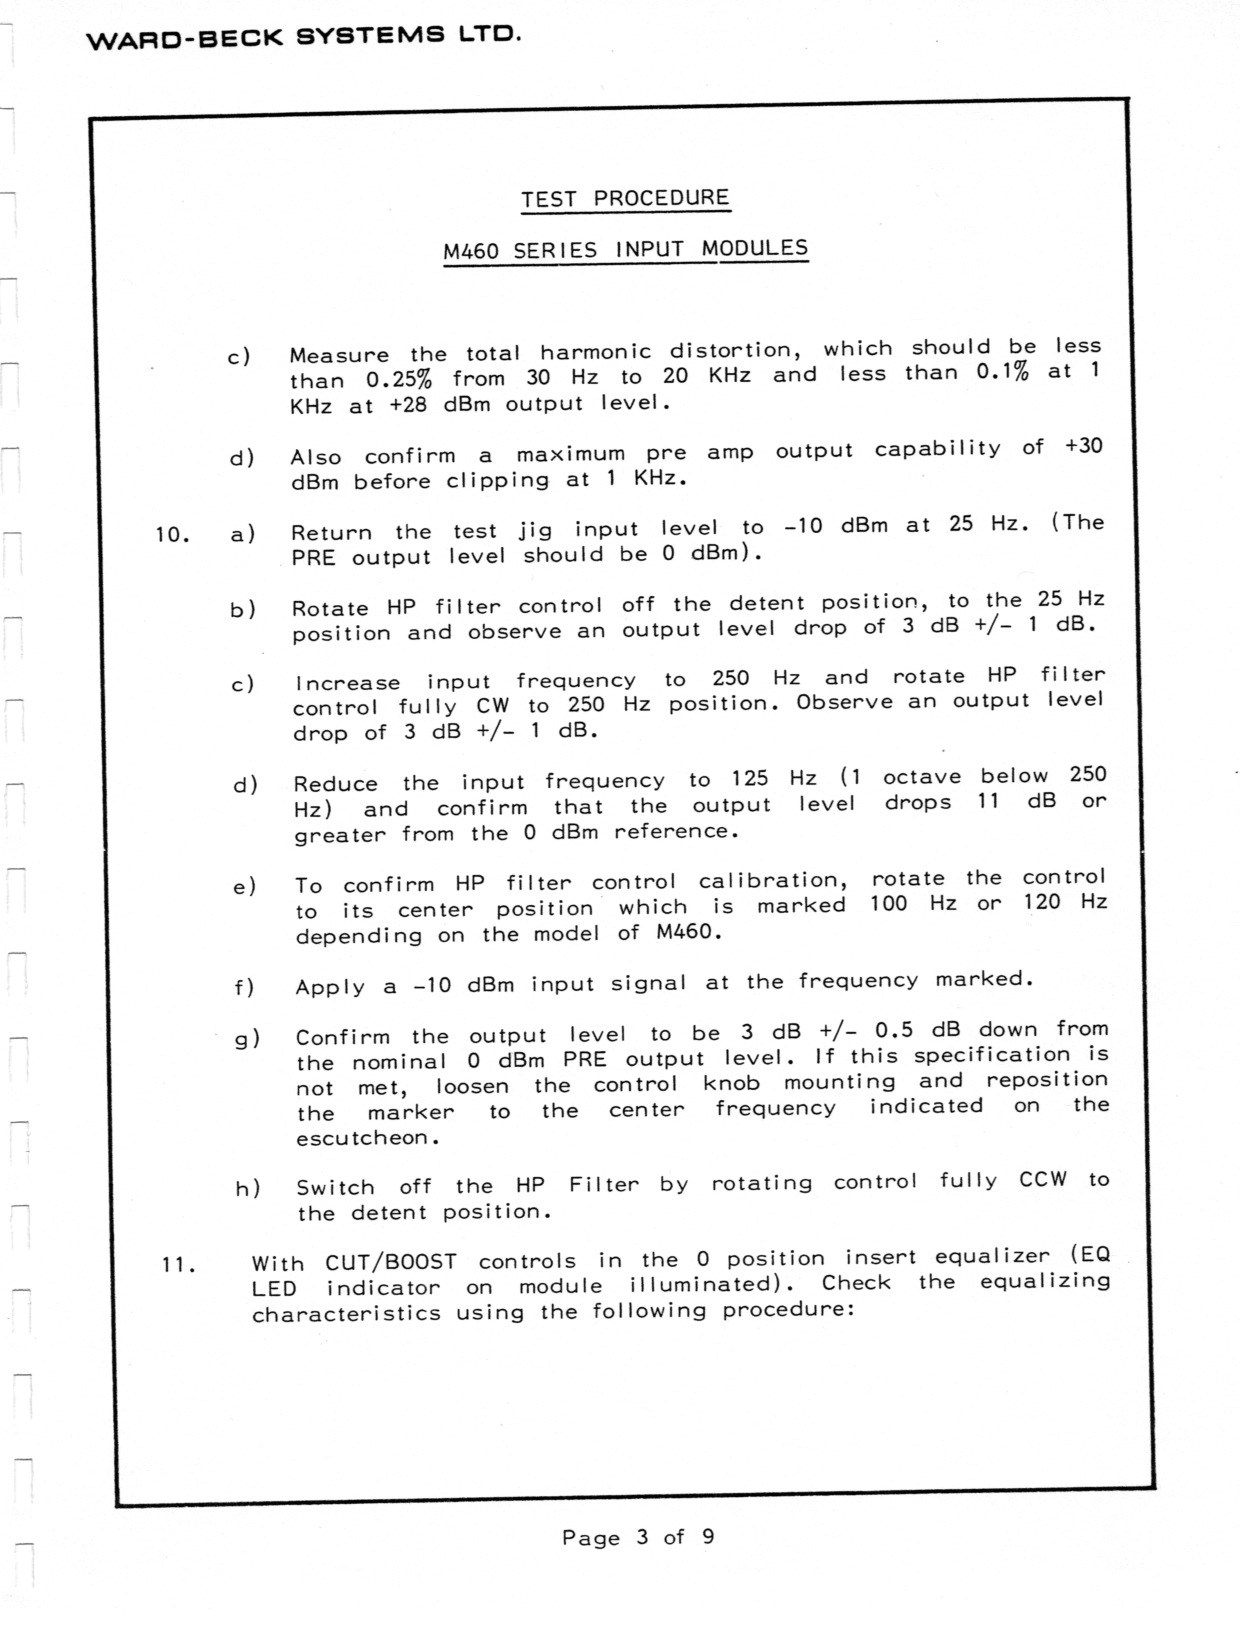 WARD-BECK SYSTEMS LTD.
TEST PROCEDURE
M460 SERIES INPUT MODULES
c) Measure the total harmonic distortion, which should be less
than 0.25% from 30 Hz to 20 KHz and less than 0.1% at 1
KHz at +28 dBm output level.
d) Also confirm a maximum pre amp output capability of +30
dBm before clipping at 1 KHz.
10. a) Return the test jig input level to -10 dBm at 25 Hz. (The
PRE output level should be 0 dBm).
b) Rotate HP filter control off the detent position, to the 25 Hz
position and observe an output level drop of 3 dB +/- 1 dB.
c) Increase input frequency to 250 Hz and rotate HP filter
control fully CW to 250 Hz position. Observe an output level
drop of 3 dB +/- 1 dB.
d) Reduce the input frequency to 125 Hz (1 octave below 250
Hz) and confirm that the output level drops 11 dB or
greater from the 0 dBm reference.
e) To confirm HP filter control calibration, rotate the control
to its center position which is marked 100 Hz or 120 Hz
depending on the model of M460.
f) Apply a -10 dBm input signal at the frequency marked.
g) Confirm the output level to be 3 dB +/- 0.5 dB down from
the nominal 0 dBm PRE output level. If this specification is
not met, loosen the control knob mounting and reposition
the marker to the center frequency indicated on the
escutcheon.
h) Switch off the HP Filter by rotating control fully CCW to
the detent position.
11. With CUT/BOOST controls in the 0 position insert equalizer (EQ
LED indicator on module illuminated). Check the equalizing
characteristics using the following procedure:
Page 3 of 9